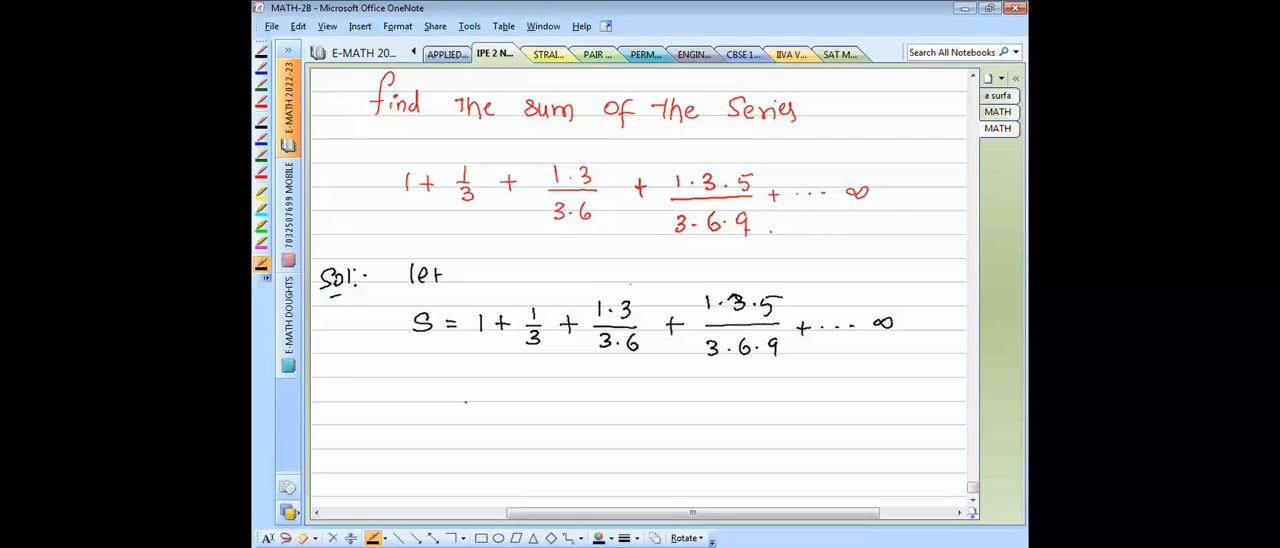 MATH-2B - Microsoft Office OneNote
File Edit View Insert Format Share Tools Table Window Help
E-MATH 20... APPLIED... IPE 2 N... STRAI... PAIR ... PERM... ENGIN... CBSE 1... IIVA V... SAT M... Search All Notebooks
a surfa
MATH
MATH
E-MATH 2022-23
7032507699 MOBILE
MATH DOUGHTS
find the sum of the series
1 + 1/3 + 1·3/3·6 + 1·3·5/3·6·9 + ··· ∞
Sol:- let
S = 1 + 1/3 + 1·3/3·6 + 1·3·5/3·6·9 + ··· ∞
Rotate